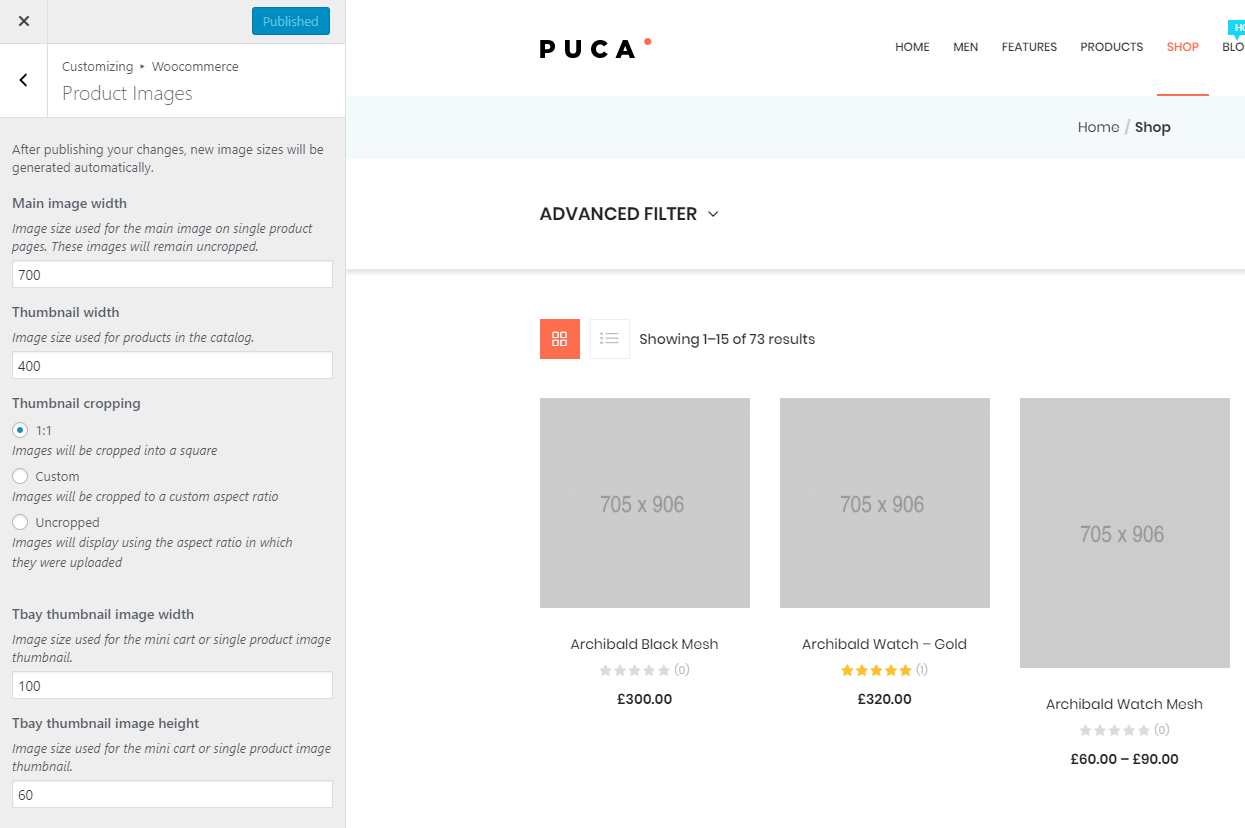 Published
Customizing ▸ Woocommerce
Product Images
After publishing your changes, new image sizes will be
generated automatically.
Main image width
Image size used for the main image on single product
pages. These images will remain uncropped.
700
Thumbnail width
Image size used for products in the catalog.
400
Thumbnail cropping
1:1
Images will be cropped into a square
Custom
Images will be cropped to a custom aspect ratio
Uncropped
Images will display using the aspect ratio in which
they were uploaded
Tbay thumbnail image width
Image size used for the mini cart or single product image
thumbnail.
100
Tbay thumbnail image height
Image size used for the mini cart or single product image
thumbnail.
60
PUCA
HOME MEN FEATURES PRODUCTS SHOP BLO
HO
Home / Shop
ADVANCED FILTER
Showing 1–15 of 73 results
705 x 906
Archibald Black Mesh
(0)
£300.00
705 x 906
Archibald Watch – Gold
(1)
£320.00
705 x 906
Archibald Watch Mesh
(0)
£60.00 – £90.00